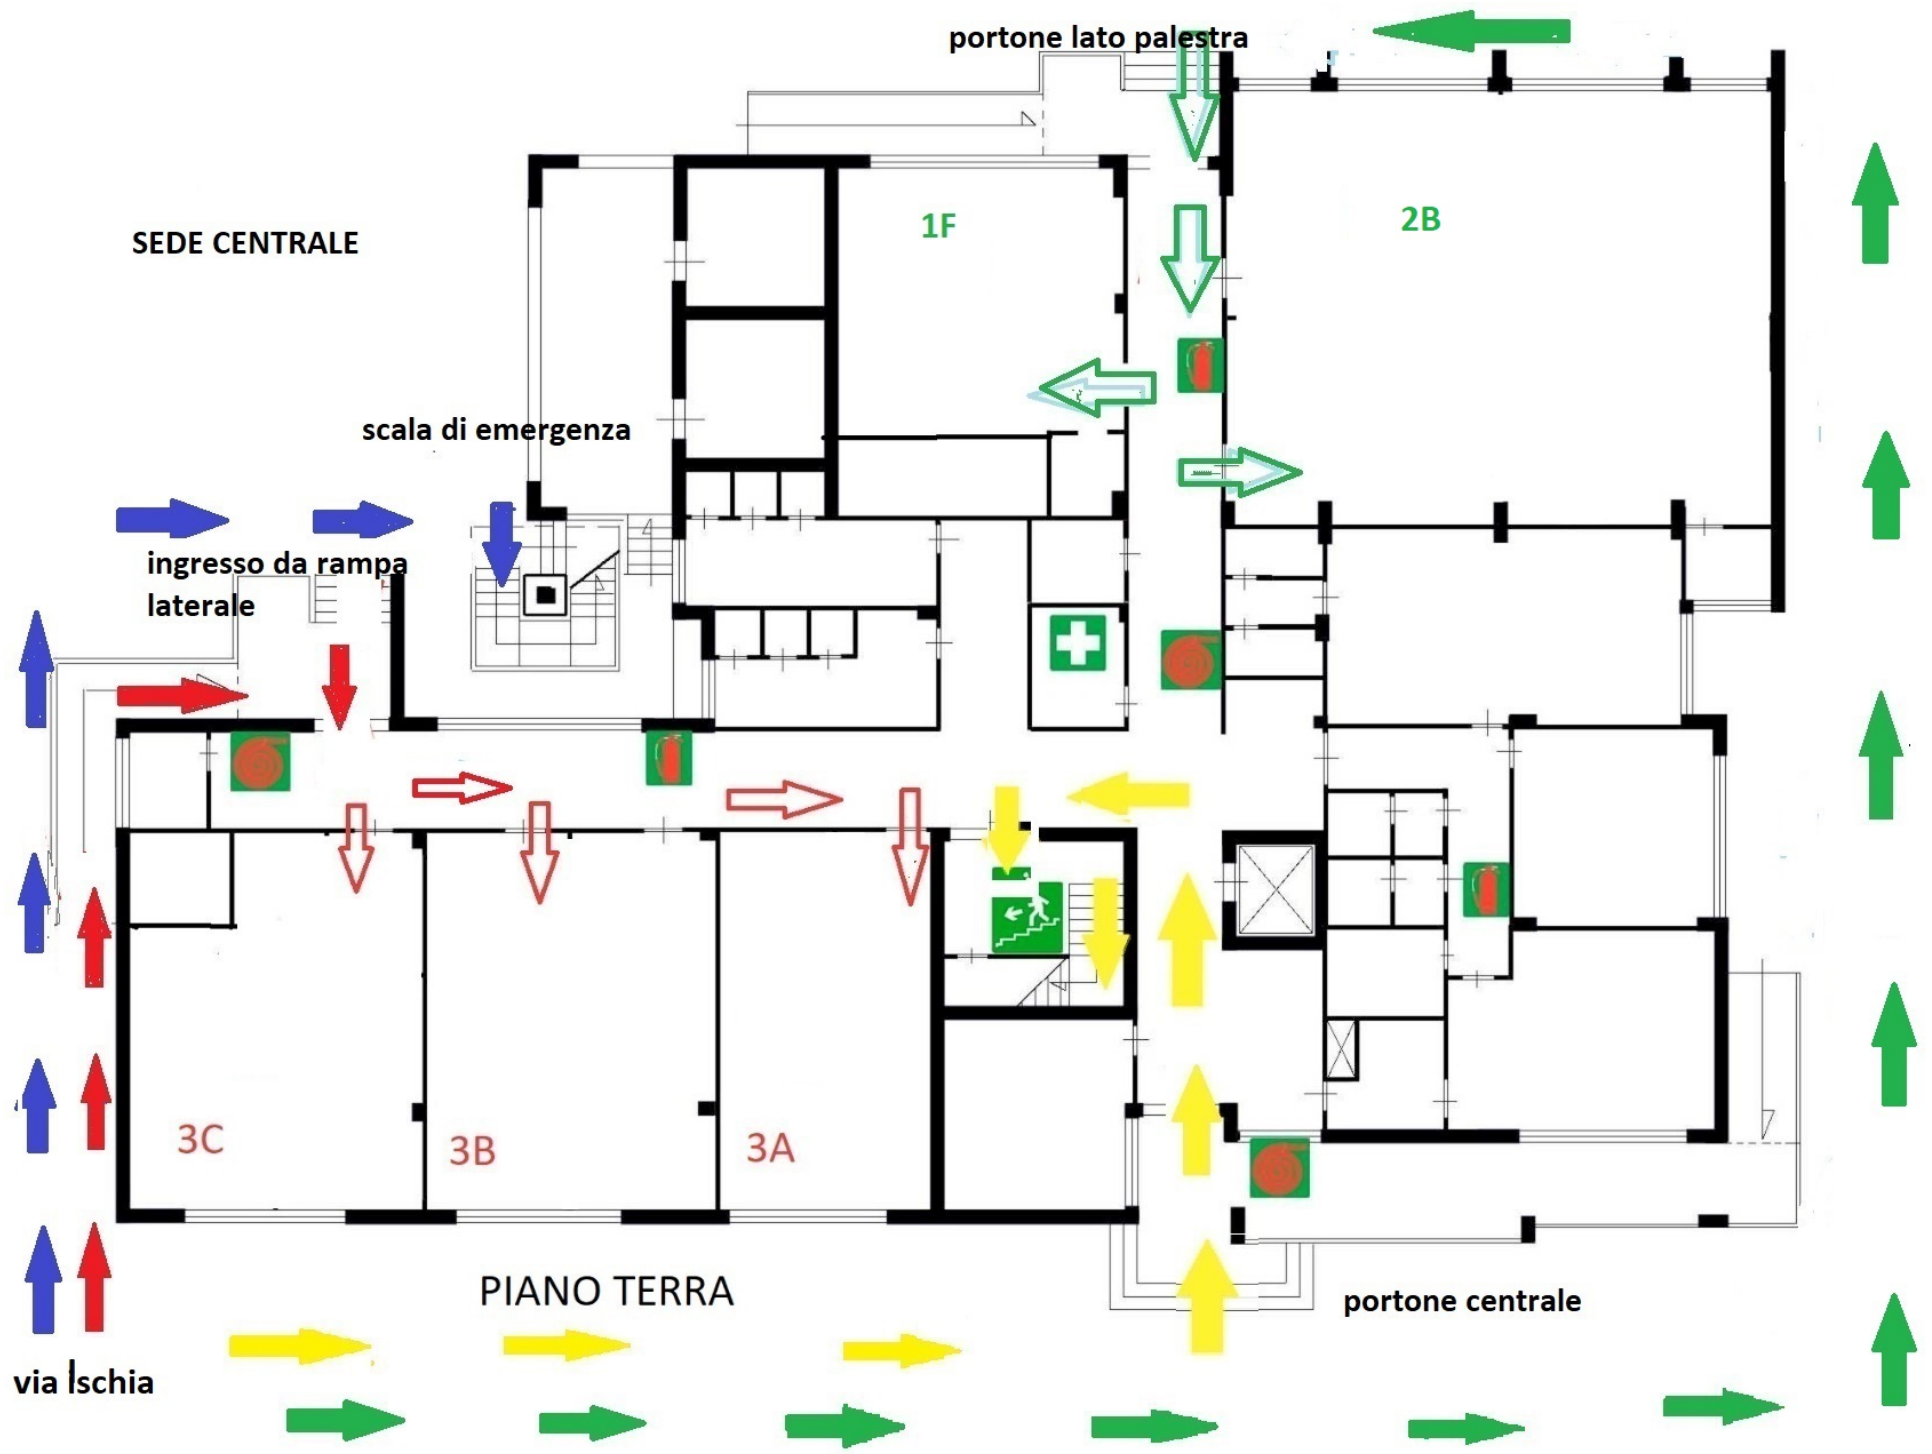 portone lato palestra
1F
2B
SEDE CENTRALE
scala di emergenza
ingresso da rampa
laterale
3C
3B
3A
PIANO TERRA
portone centrale
via Ischia